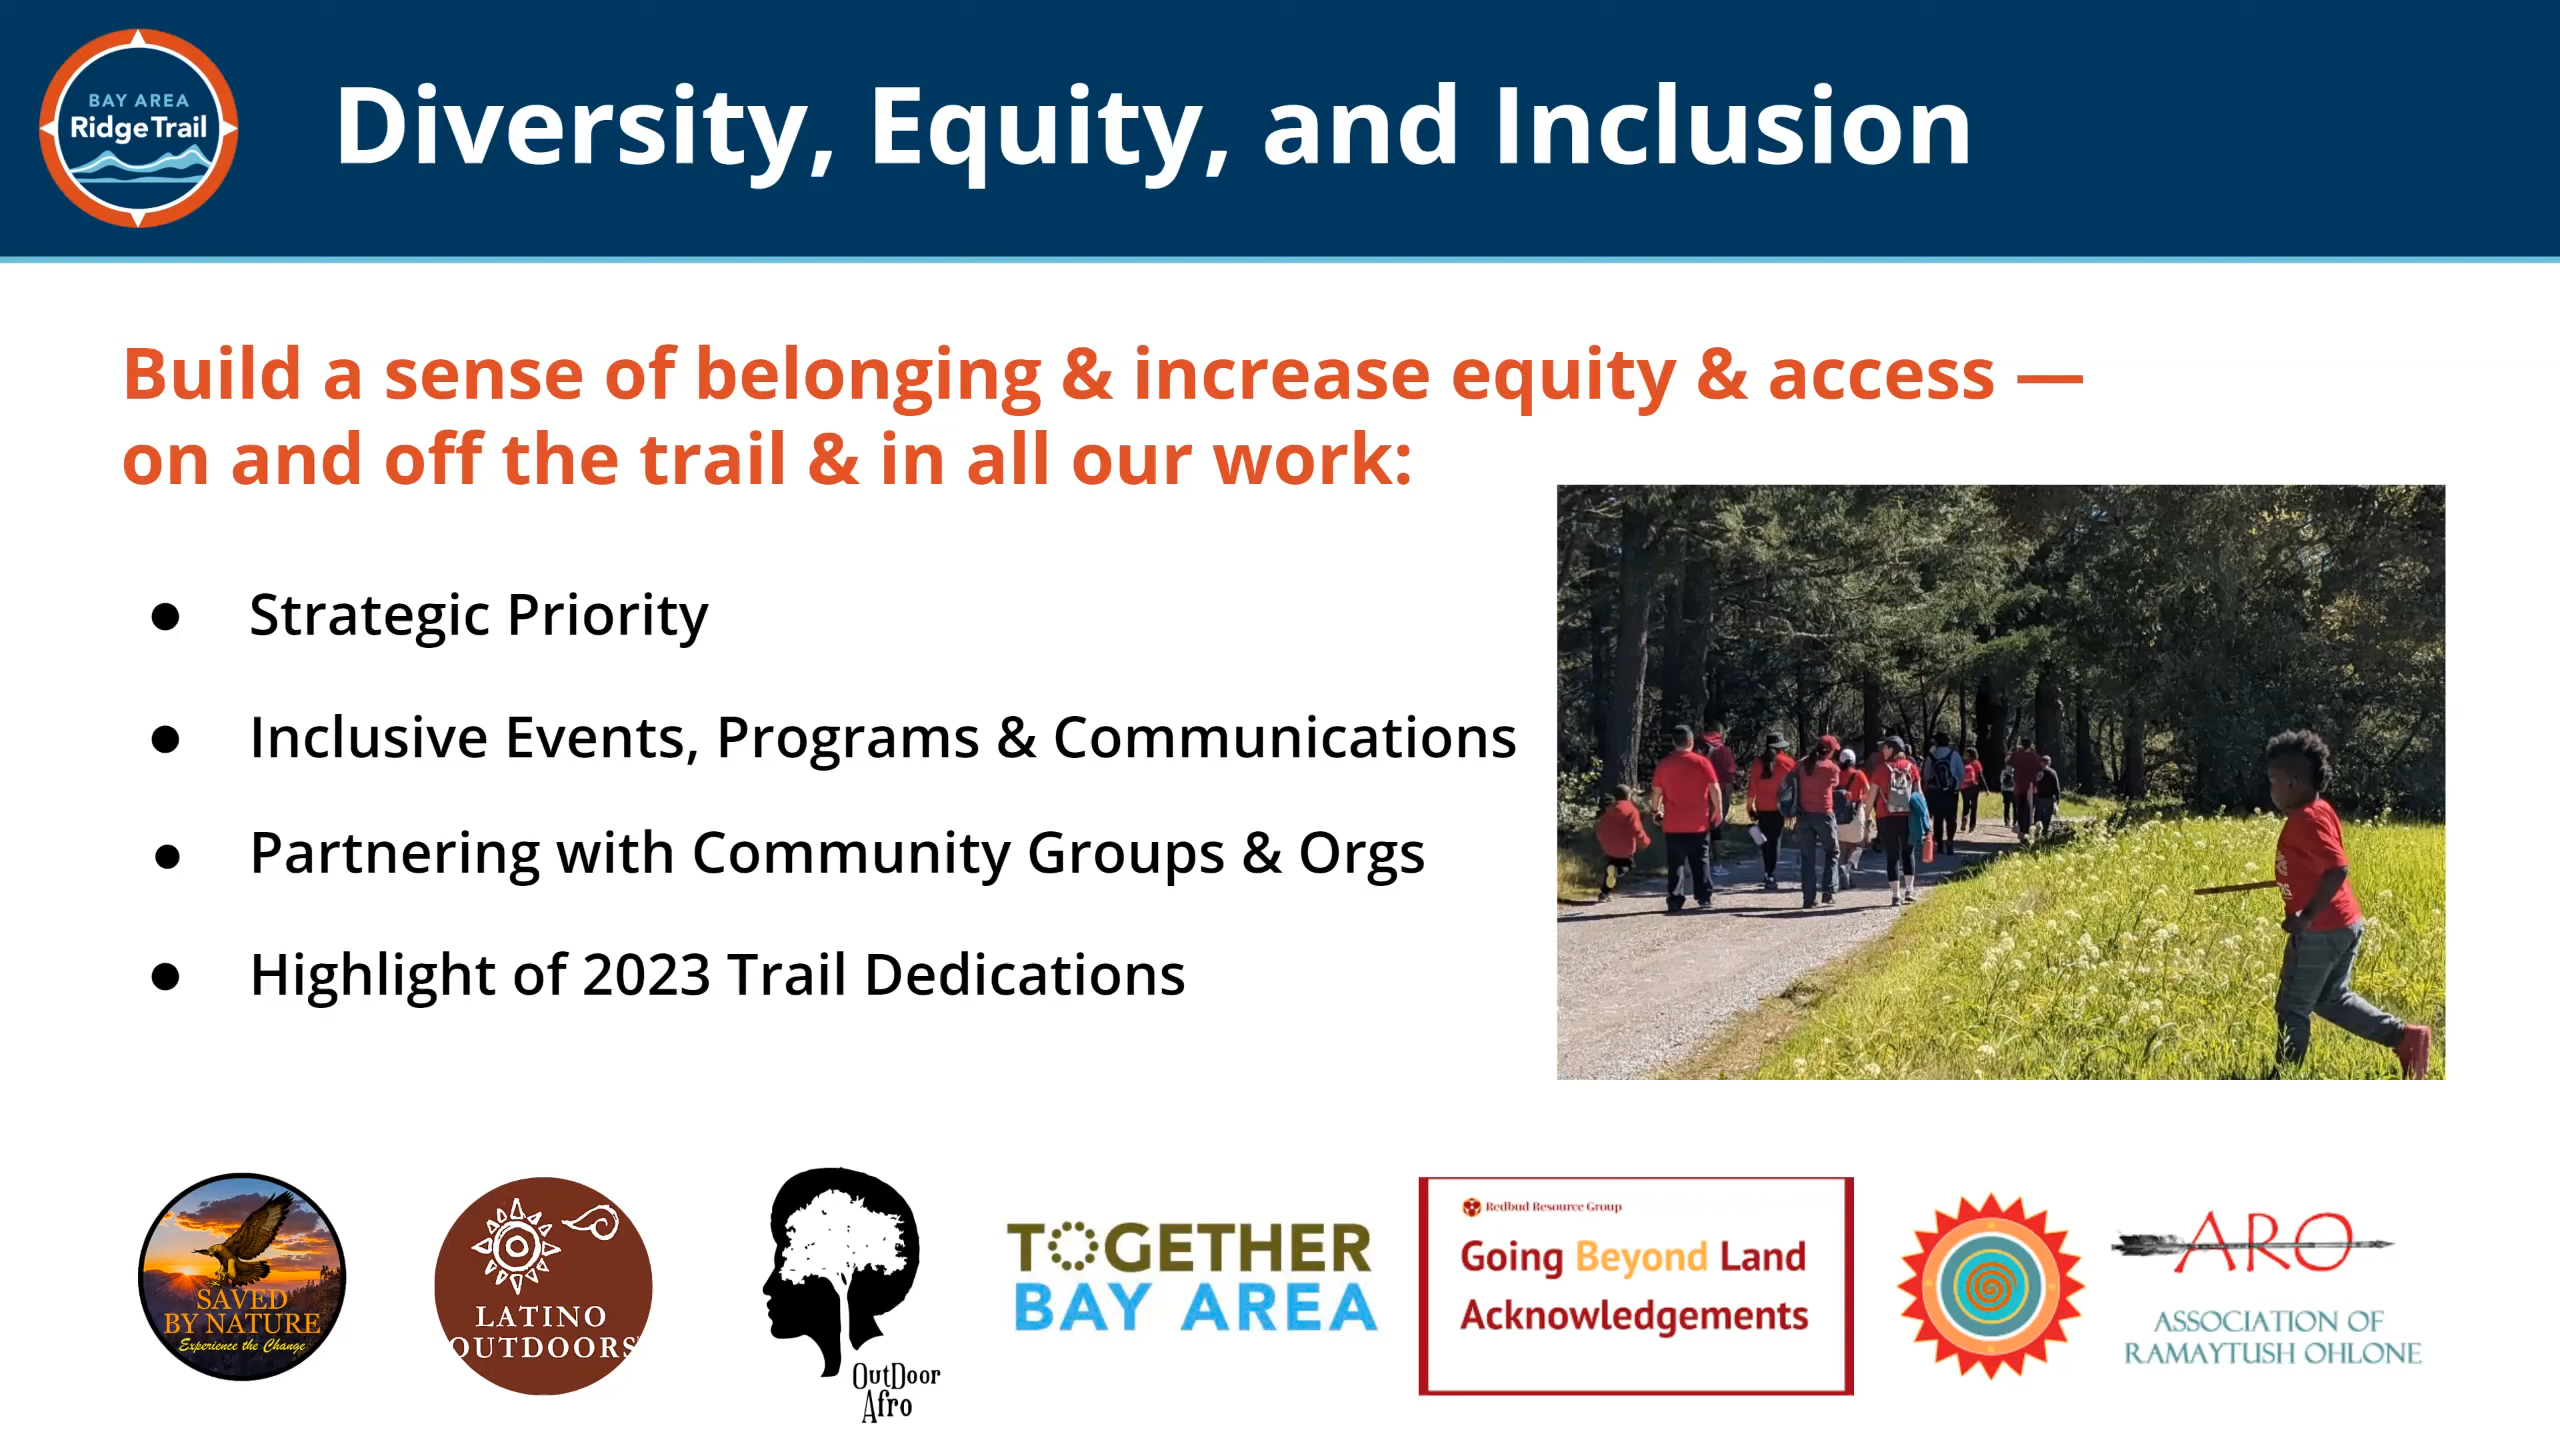 BAY AREA
Ridge Trail
Diversity, Equity, and Inclusion
Build a sense of belonging & increase equity & access —
on and off the trail & in all our work:
● Strategic Priority
● Inclusive Events, Programs & Communications
● Partnering with Community Groups & Orgs
● Highlight of 2023 Trail Dedications
SAVED
BY NATURE
Experience the Change
LATINO
OUTDOORS
OutDoor
Afro
TOGETHER
BAY AREA
Redbud Resource Group
Going Beyond Land
Acknowledgements
ARO
ASSOCIATION OF
RAMAYTUSH OHLONE